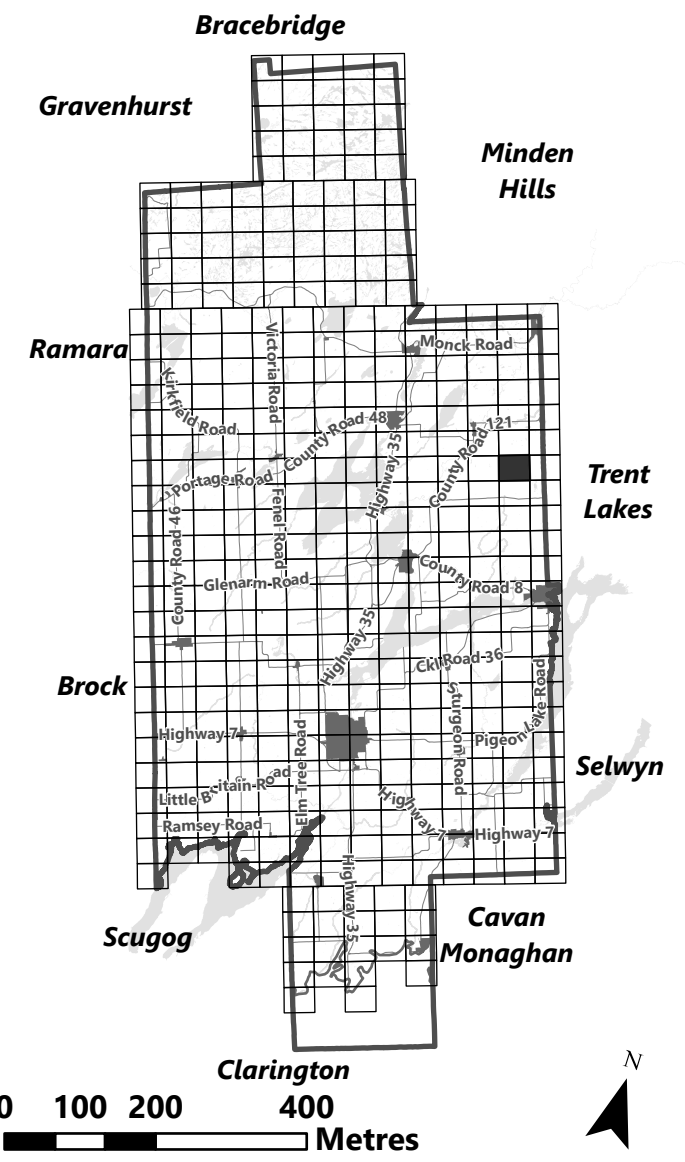 Bracebridge
Gravenhurst
Minden
Hills
Ramara
Victoria Road
Monck Road
Kirkfield Road
County Road 48
Highway 35
County Road 121
Portage Road
Fenel Road
Trent
Lakes
County Road 46
Glenarm Road
County Road 8
Highway 35
Ckl Road 36
Brock
Sturgeon Road
Pigeon Lake Road
Highway 7
Elm Tree Road
Selwyn
Little Britain Road
Highway 7
Highway 7
Ramsey Road
Highway 35
Scugog
Cavan
Monaghan
Clarington
N
0 100 200 400
Metres